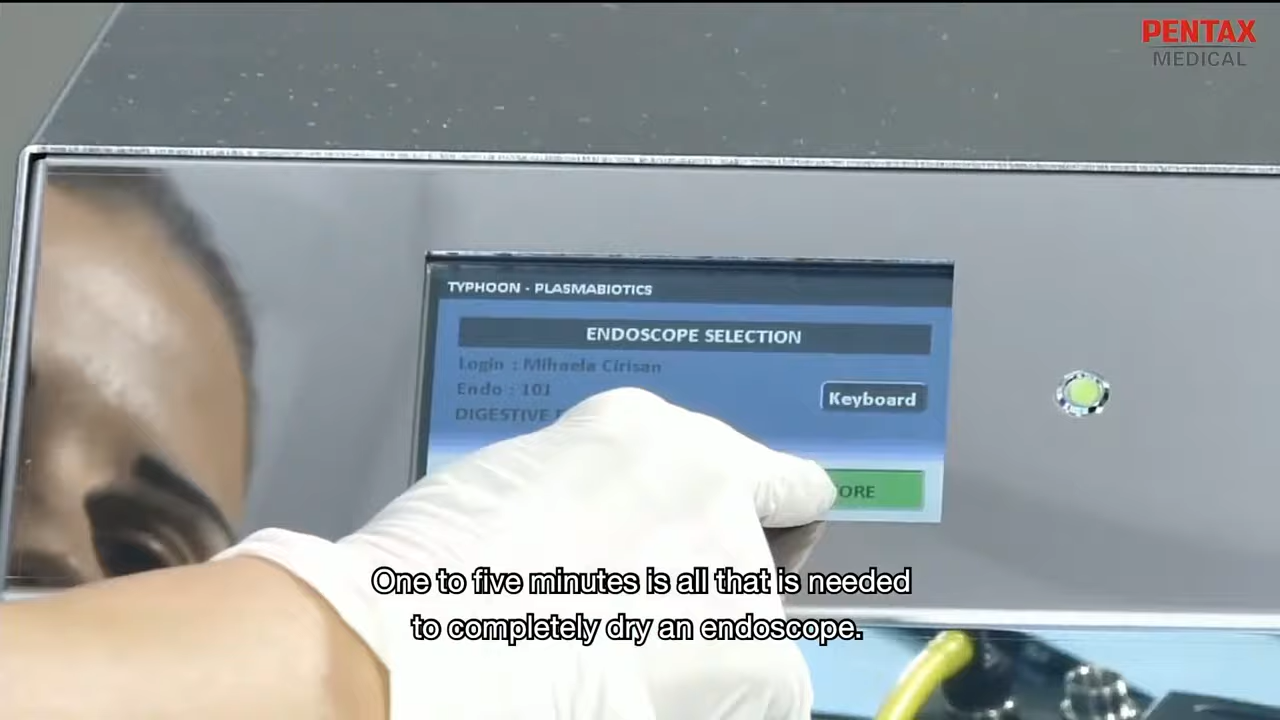 PENTAX
MEDICAL
TYPHOON - PLASMABIOTICS
ENDOSCOPE SELECTION
Login : Mihaela Cirisan
Endo : 101
Keyboard
DIGESTIVE
ORE
One to five minutes is all that is needed
to completely dry an endoscope.